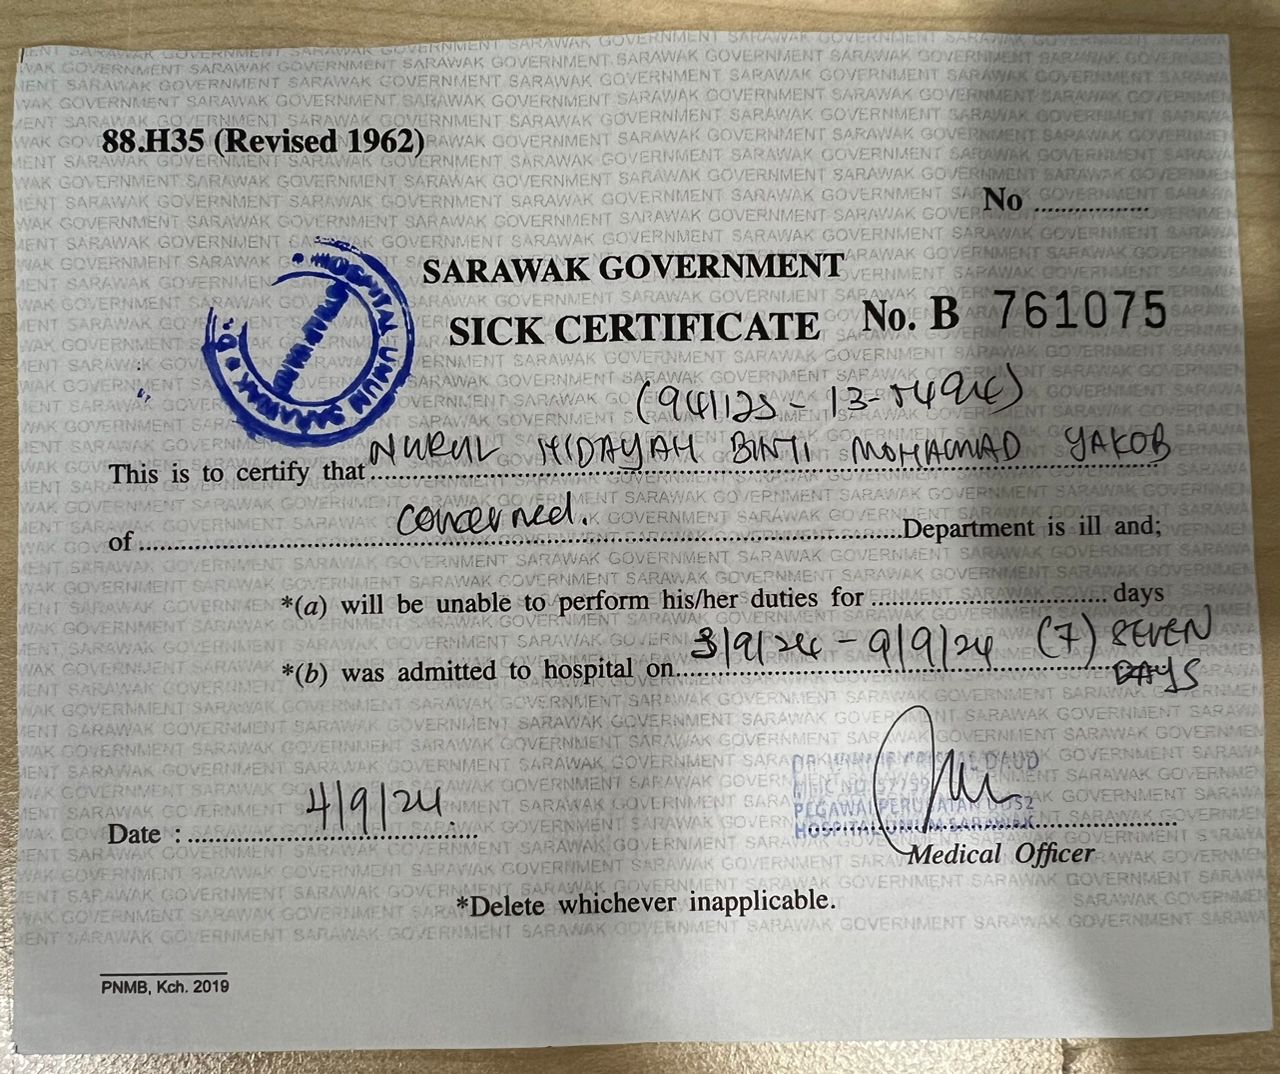 88.H35 (Revised 1962)
No ..................
SARAWAK GOVERNMENT
SICK CERTIFICATE No. B 761075
HOSPITAL UMUM SARAWAK
(941125 - 13-5494)
This is to certify that NURUL HIDAYAH BINTI MOHAMMAD YAKOB
of concerned. Department is ill and;
*(a) will be unable to perform his/her duties for .................. days
*(b) was admitted to hospital on 3/9/24 - 9/9/24 (7) SEVEN
DAYS
DAUD
MMC NO
PEGAWAI PERUBATAN UD52
HOSPITAL UMUM SARAWAK
Date : 4/9/24
Medical Officer
*Delete whichever inapplicable.
PNMB, Kch. 2019